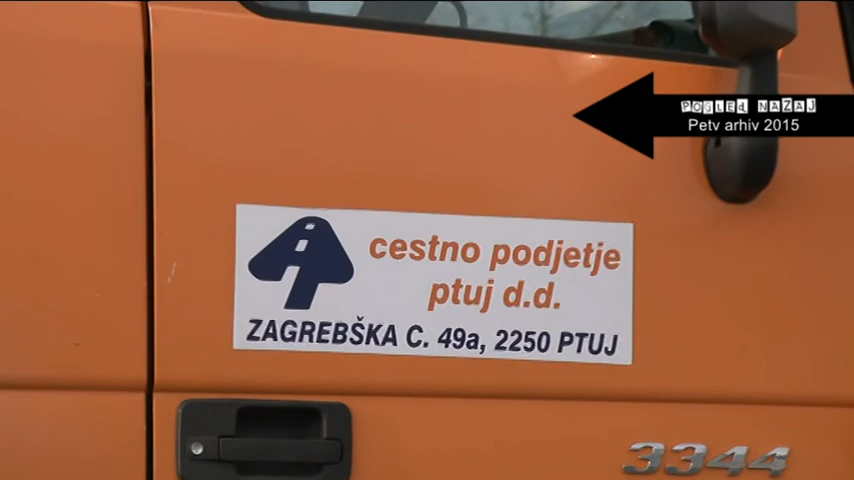 POGLEd NAZAJ
Petv arhiv 2015
cestno podjetje
ptuj d.d.
ZAGREBŠKA C. 49a, 2250 PTUJ
3344